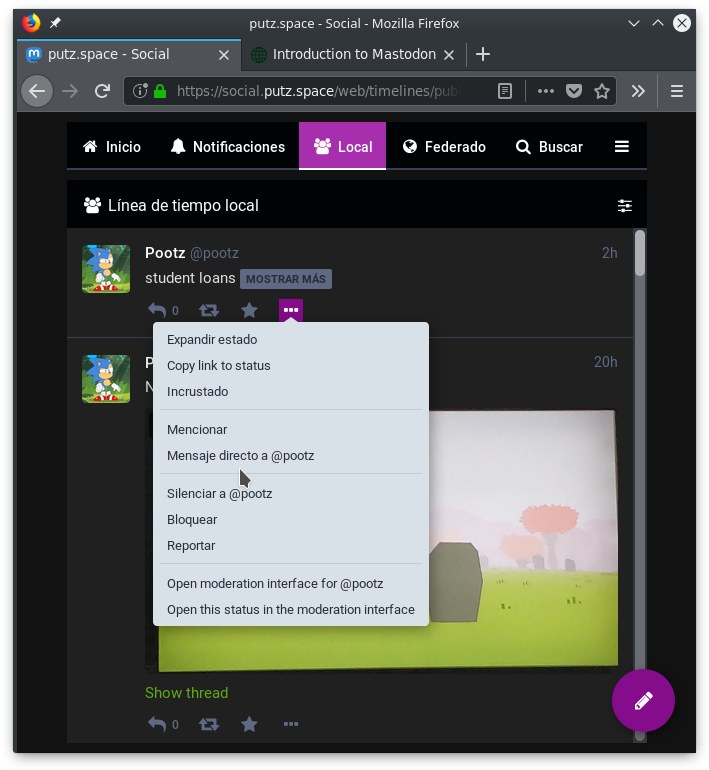 putz.space - Social - Mozilla Firefox
putz.space - Social
Introduction to Mastodon
https://social.putz.space/web/timelines/pub
Inicio
Notificaciones
Local
Federado
Buscar
Línea de tiempo local
Pootz @pootz
2h
student loans MOSTRAR MÁS
0
Expandir estado
20h
Copy link to status
Incrustado
Mencionar
Mensaje directo a @pootz
Silenciar a @pootz
Bloquear
Reportar
Open moderation interface for @pootz
Open this status in the moderation interface
Show thread
0